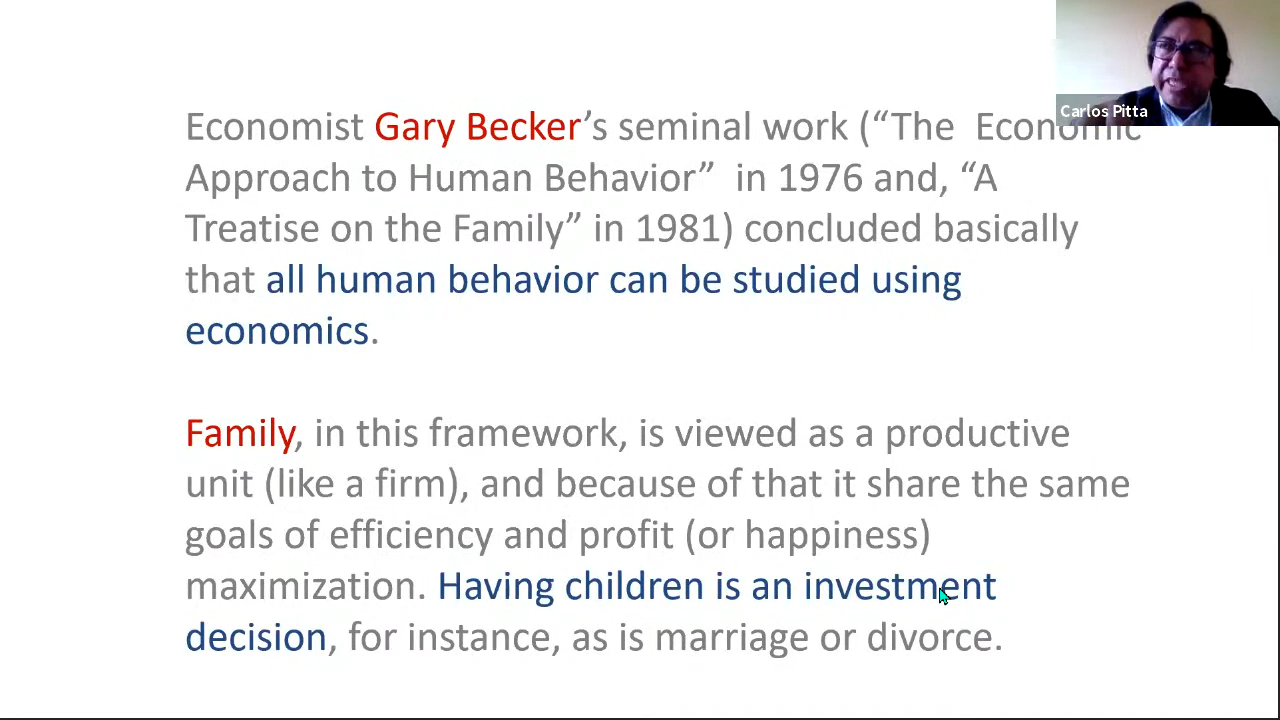 Economist Gary Becker’s seminal work (“The Economic
Approach to Human Behavior” in 1976 and, “A
Treatise on the Family” in 1981) concluded basically
that all human behavior can be studied using
economics.
Family, in this framework, is viewed as a productive
unit (like a firm), and because of that it share the same
goals of efficiency and profit (or happiness)
maximization. Having children is an investment
decision, for instance, as is marriage or divorce.
Carlos Pitta